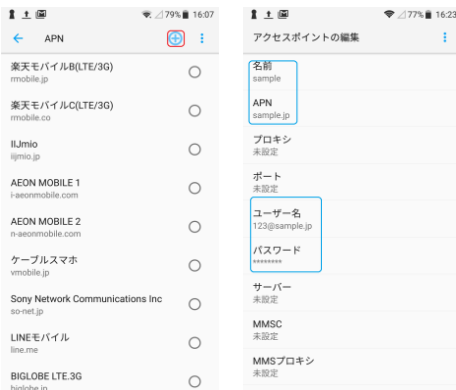 79% 16:07
APN
楽天モバイルB(LTE/3G)
rmobile.jp
楽天モバイルC(LTE/3G)
rmobile.co
IIJmio
iijmio.jp
AEON MOBILE 1
i-aeonmobile.com
AEON MOBILE 2
n-aeonmobile.com
ケーブルスマホ
vmobile.jp
Sony Network Communications Inc
so-net.jp
LINEモバイル
line.me
BIGLOBE LTE.3G
biglobe.jp
77% 16:23
アクセスポイントの編集
名前
sample
APN
sample.jp
プロキシ
未設定
ポート
未設定
ユーザー名
123@sample.jp
パスワード
********
サーバー
未設定
MMSC
未設定
MMSプロキシ
未設定